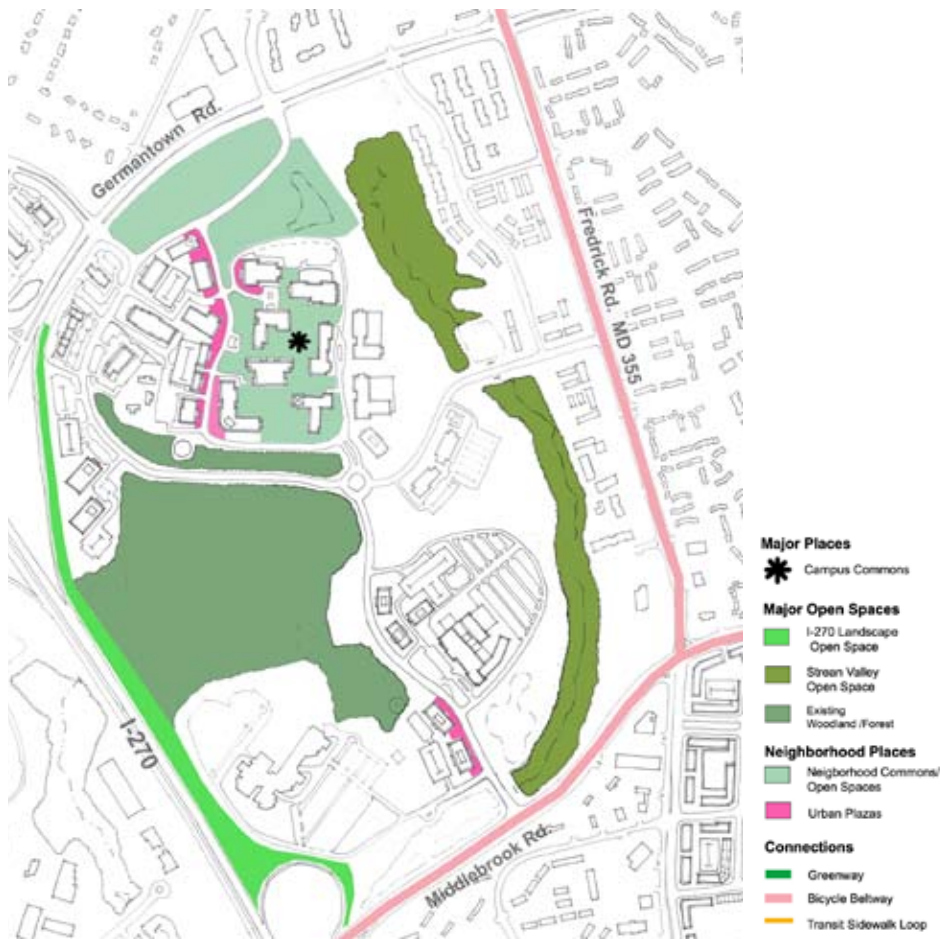 Germantown Rd.
Fredrick Rd. MD 355
I-270
Middlebrook Rd.
Major Places
Campus Commons
Major Open Spaces
I-270 Landscape
Open Space
Strean Valley
Open Space
Existing
Woodland /Forest
Neighborhood Places
Neigborhood Commons/
Open Spaces
Urban Plazas
Connections
Greenway
Bicycle Beltway
Transit Sidewalk Loop